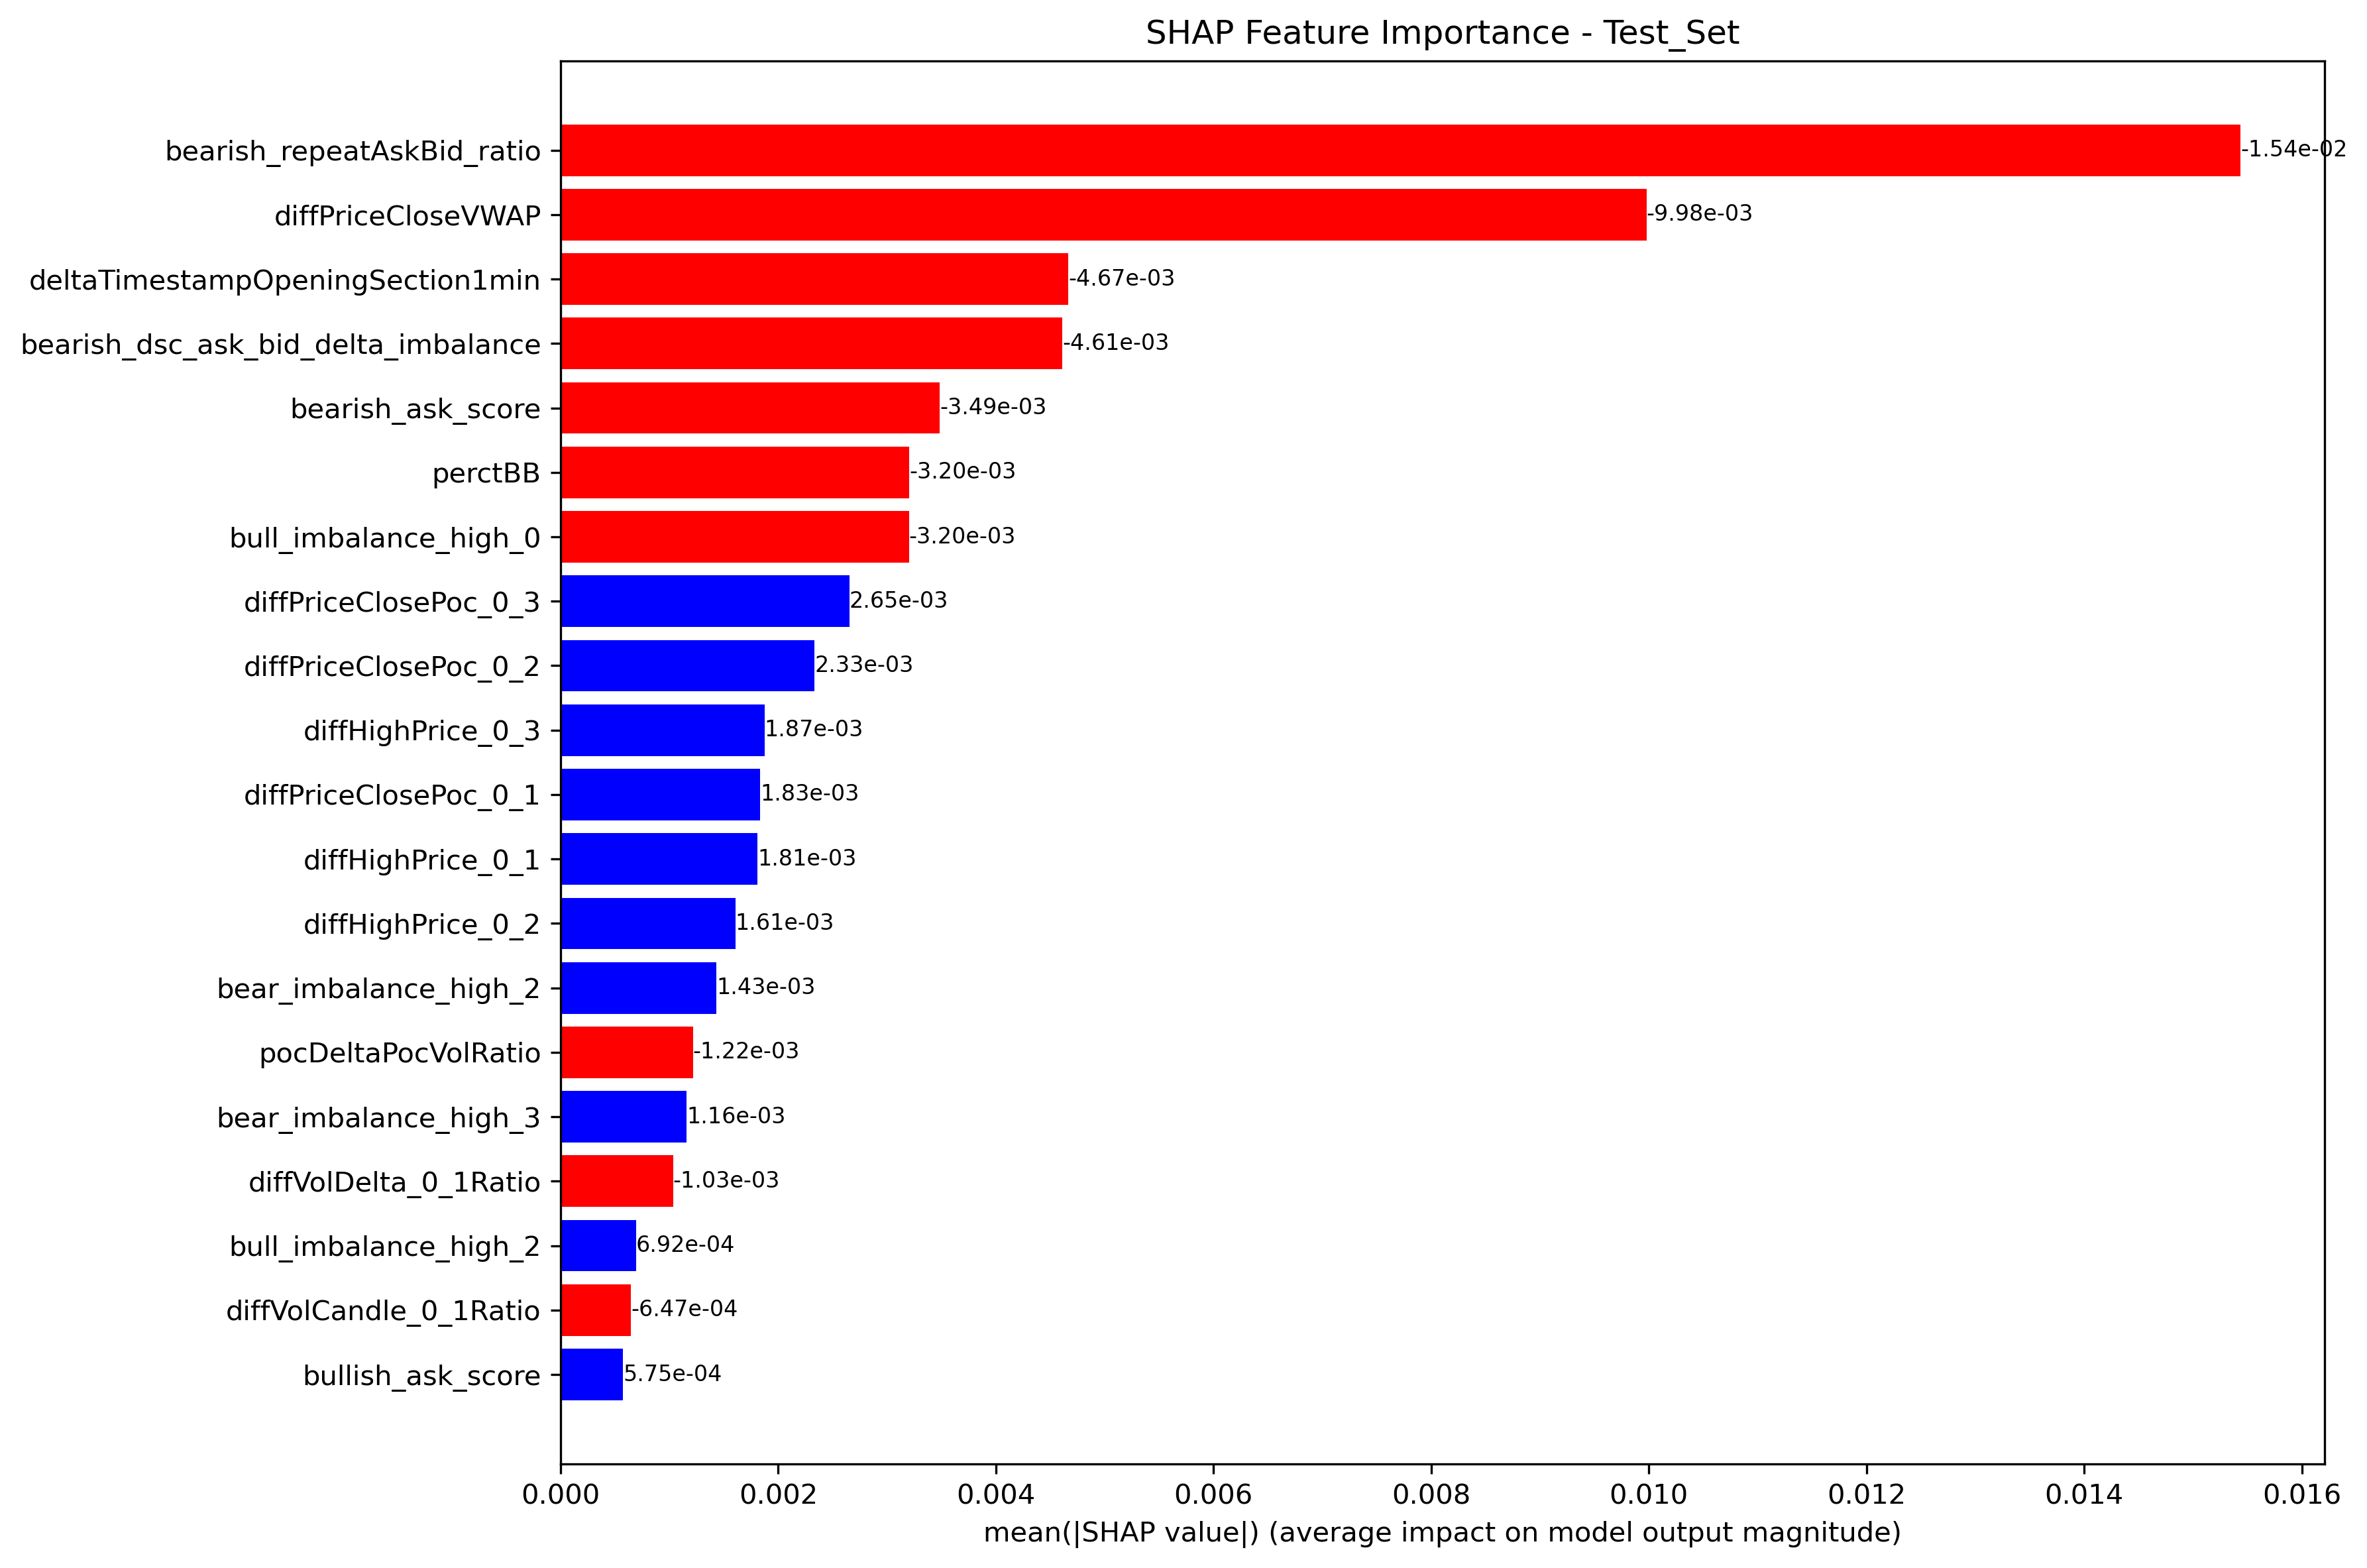 SHAP Feature Importance - Test_Set
bearish_repeatAskBid_ratio -1.54e-02
diffPriceCloseVWAP -9.98e-03
deltaTimestampOpeningSection1min -4.67e-03
bearish_dsc_ask_bid_delta_imbalance -4.61e-03
bearish_ask_score -3.49e-03
perctBB -3.20e-03
bull_imbalance_high_0 -3.20e-03
diffPriceClosePoc_0_3 2.65e-03
diffPriceClosePoc_0_2 2.33e-03
diffHighPrice_0_3 1.87e-03
diffPriceClosePoc_0_1 1.83e-03
diffHighPrice_0_1 1.81e-03
diffHighPrice_0_2 1.61e-03
bear_imbalance_high_2 1.43e-03
pocDeltaPocVolRatio -1.22e-03
bear_imbalance_high_3 1.16e-03
diffVolDelta_0_1Ratio -1.03e-03
bull_imbalance_high_2 6.92e-04
diffVolCandle_0_1Ratio -6.47e-04
bullish_ask_score 5.75e-04
0.000 0.002 0.004 0.006 0.008 0.010 0.012 0.014 0.016
mean(|SHAP value|) (average impact on model output magnitude)